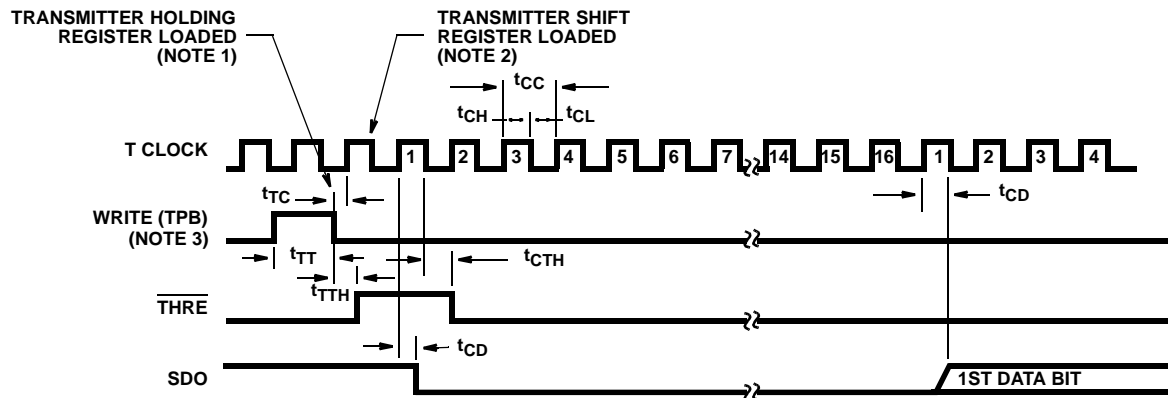 TRANSMITTER HOLDING
REGISTER LOADED
(NOTE 1)
TRANSMITTER SHIFT
REGISTER LOADED
(NOTE 2)
tCC
tCH
tCL
T CLOCK
1
2
3
4
5
6
7
14
15
16
1
2
3
4
tTC
tCD
WRITE (TPB)
(NOTE 3)
tTT
tCTH
tTTH
THRE
tCD
SDO
1ST DATA BIT